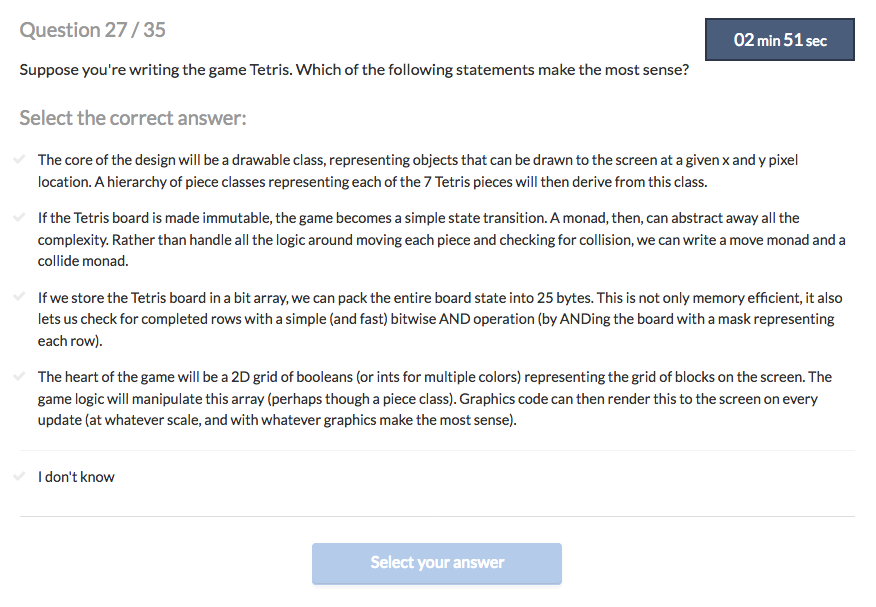 Question 27 / 35
02 min 51 sec
Suppose you're writing the game Tetris. Which of the following statements make the most sense?
Select the correct answer:
The core of the design will be a drawable class, representing objects that can be drawn to the screen at a given x and y pixel
location. A hierarchy of piece classes representing each of the 7 Tetris pieces will then derive from this class.
If the Tetris board is made immutable, the game becomes a simple state transition. A monad, then, can abstract away all the
complexity. Rather than handle all the logic around moving each piece and checking for collision, we can write a move monad and a
collide monad.
If we store the Tetris board in a bit array, we can pack the entire board state into 25 bytes. This is not only memory efficient, it also
lets us check for completed rows with a simple (and fast) bitwise AND operation (by ANDing the board with a mask representing
each row).
The heart of the game will be a 2D grid of booleans (or ints for multiple colors) representing the grid of blocks on the screen. The
game logic will manipulate this array (perhaps though a piece class). Graphics code can then render this to the screen on every
update (at whatever scale, and with whatever graphics make the most sense).
I don't know
Select your answer